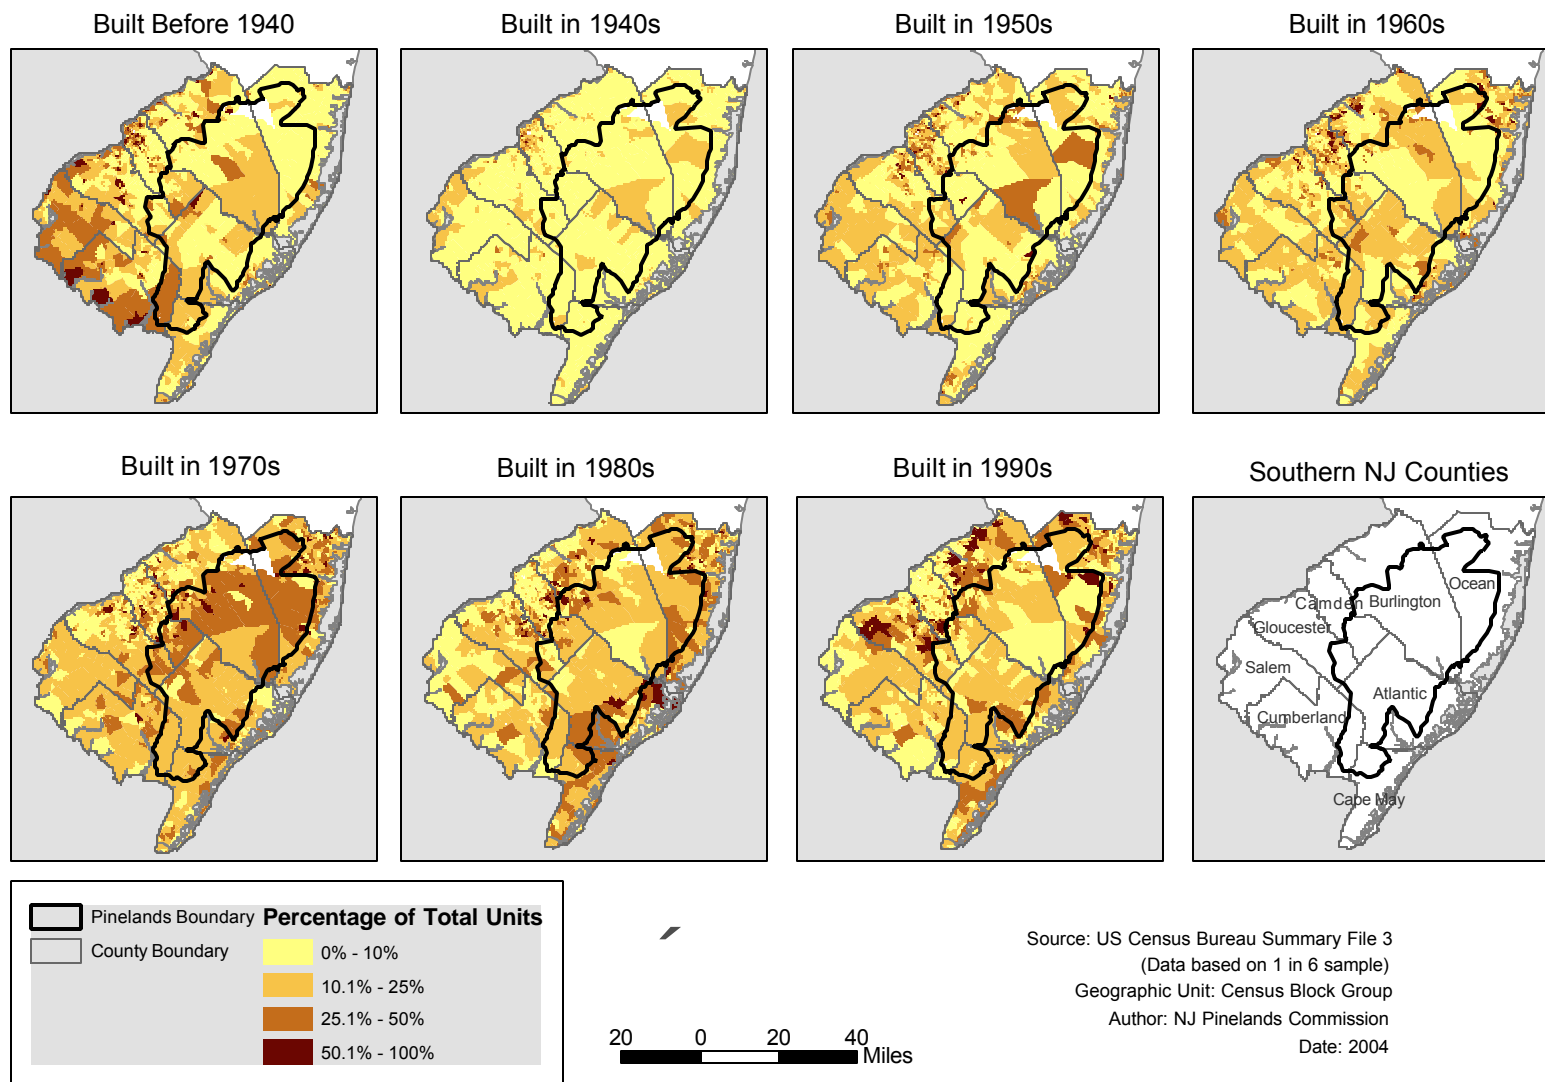 Built Before 1940
Built in 1940s
Built in 1950s
Built in 1960s
Built in 1970s
Built in 1980s
Built in 1990s
Southern NJ Counties
Ocean
Camden
Burlington
Gloucester
Salem
Atlantic
Cumberland
Cape May
Pinelands Boundary
County Boundary
Percentage of Total Units
0% - 10%
10.1% - 25%
25.1% - 50%
50.1% - 100%
20 0 20 40
Miles
Source: US Census Bureau Summary File 3
(Data based on 1 in 6 sample)
Geographic Unit: Census Block Group
Author: NJ Pinelands Commission
Date: 2004